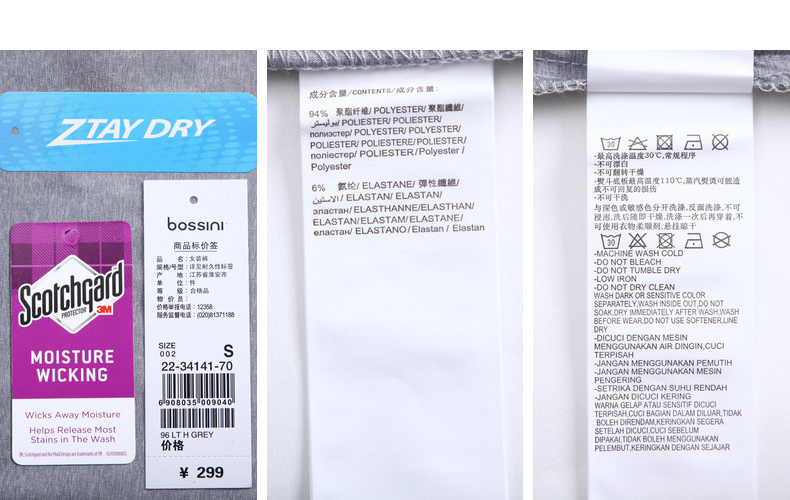 ZTAY DRY
Scotchgard
PROTECTOR 3M
MOISTURE
WICKING
Wicks Away Moisture
Helps Release Most
Stains in The Wash
bossini
商品标价签
品 名：女装裤
规格/号型：详见耐久性标签
产 地：江苏省淮安市
单 位：件
等 级：合格品
物 价 员：
价格举报电话：12358
服务监督电话：(020)81371188
SIZE
002
S
22-34141-70
6 908035 009040
96 LT H GREY
价格
¥ 299
成分含量/CONTENTS/成分含量:
94% 聚酯纤维/ POLYESTER/ 聚酯纖維/
بوليستر/ POLIESTER/ POLIESTER/
полиэстер/ POLYESTER/ POLYESTER/
POLIESTER/ POLIESTERE/ POLIESTER/
поліестер/ POLIESTER/Polyester /
Polyester
6% 氨纶/ ELASTANE/ 彈性纖維/
الاستين/ ELASTAN/ ELASTAN/
эластан/ ELASTHANNE/ELASTHAN/
ELASTAN/ELASTAM/ELASTANE/
еластан/ ELASTANO/Elastan / Elastan
30
-最高洗涤温度30℃,常规程序
-不可漂白
-不可翻转干燥
-熨斗底板最高温度110℃,蒸汽熨烫可能造
成不可回复的损伤
-不可干洗
-与深色或敏感色分开洗涤,反面洗涤,不可
浸泡,洗后随即干燥,洗涤一次后再穿着,不
可使用衣物柔顺剂,悬挂晾干
30
-MACHINE WASH COLD
-DO NOT BLEACH
-DO NOT TUMBLE DRY
-LOW IRON
-DO NOT DRY CLEAN
WASH DARK OR SENSITIVE COLOR
SEPARATELY,WASH INSIDE OUT,DO NOT
SOAK,DRY IMMEDIATELY AFTER WASH,WASH
BEFORE WEAR,DO NOT USE SOFTENER,LINE
DRY
-DICUCI DENGAN MESIN
MENGGUNAKAN AIR DINGIN,CUCI
TERPISAH
-JANGAN MENGGUNAKAN PEMUTIH
-JANGAN MENGGUNAKAN MESIN
PENGERING
-SETRIKA DENGAN SUHU RENDAH
-JANGAN DICUCI KERING
WARNA GELAP ATAU SENSITIF DICUCI
TERPISAH,CUCI BAGIAN DALAM DILUAR,TIDAK
BOLEH DIRENDAM,KERINGKAN SEGERA
SETELAH DICUCI,CUCI SEBELUM
DIPAKAI,TIDAK BOLEH MENGGUNAKAN
PELEMBUT,KERINGKAN DENGAN SEJAJAR